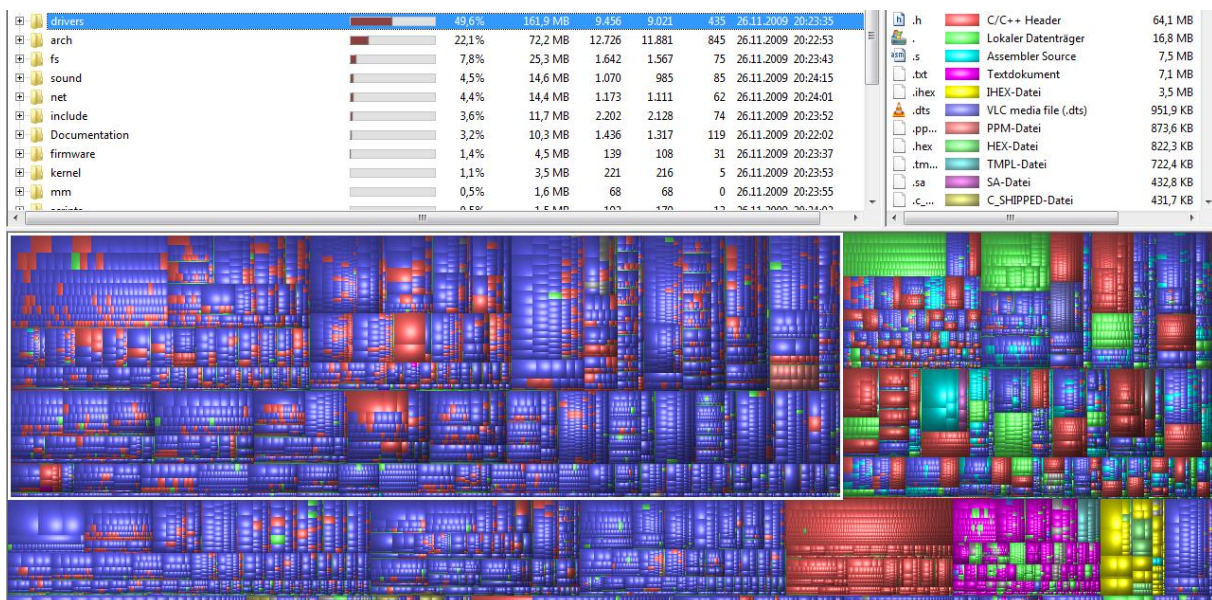 drivers 49,6% 161,9 MB 9.456 9.021 435 26.11.2009 20:23:35
arch 22,1% 72,2 MB 12.726 11.881 845 26.11.2009 20:22:53
fs 7,8% 25,3 MB 1.642 1.567 75 26.11.2009 20:23:43
sound 4,5% 14,6 MB 1.070 985 85 26.11.2009 20:24:15
net 4,4% 14,4 MB 1.173 1.111 62 26.11.2009 20:24:01
include 3,6% 11,7 MB 2.202 2.128 74 26.11.2009 20:23:52
Documentation 3,2% 10,3 MB 1.436 1.317 119 26.11.2009 20:22:02
firmware 1,4% 4,5 MB 139 108 31 26.11.2009 20:23:37
kernel 1,1% 3,5 MB 221 216 5 26.11.2009 20:23:53
mm 0,5% 1,6 MB 68 68 0 26.11.2009 20:23:55
.h C/C++ Header 64,1 MB
. Lokaler Datenträger 16,8 MB
asm .s Assembler Source 7,5 MB
.txt Textdokument 7,1 MB
.ihex IHEX-Datei 3,5 MB
.dts VLC media file (.dts) 951,9 KB
.pp... PPM-Datei 873,6 KB
.hex HEX-Datei 822,3 KB
.tm... TMPL-Datei 722,4 KB
.sa SA-Datei 432,8 KB
.c_... C_SHIPPED-Datei 431,7 KB